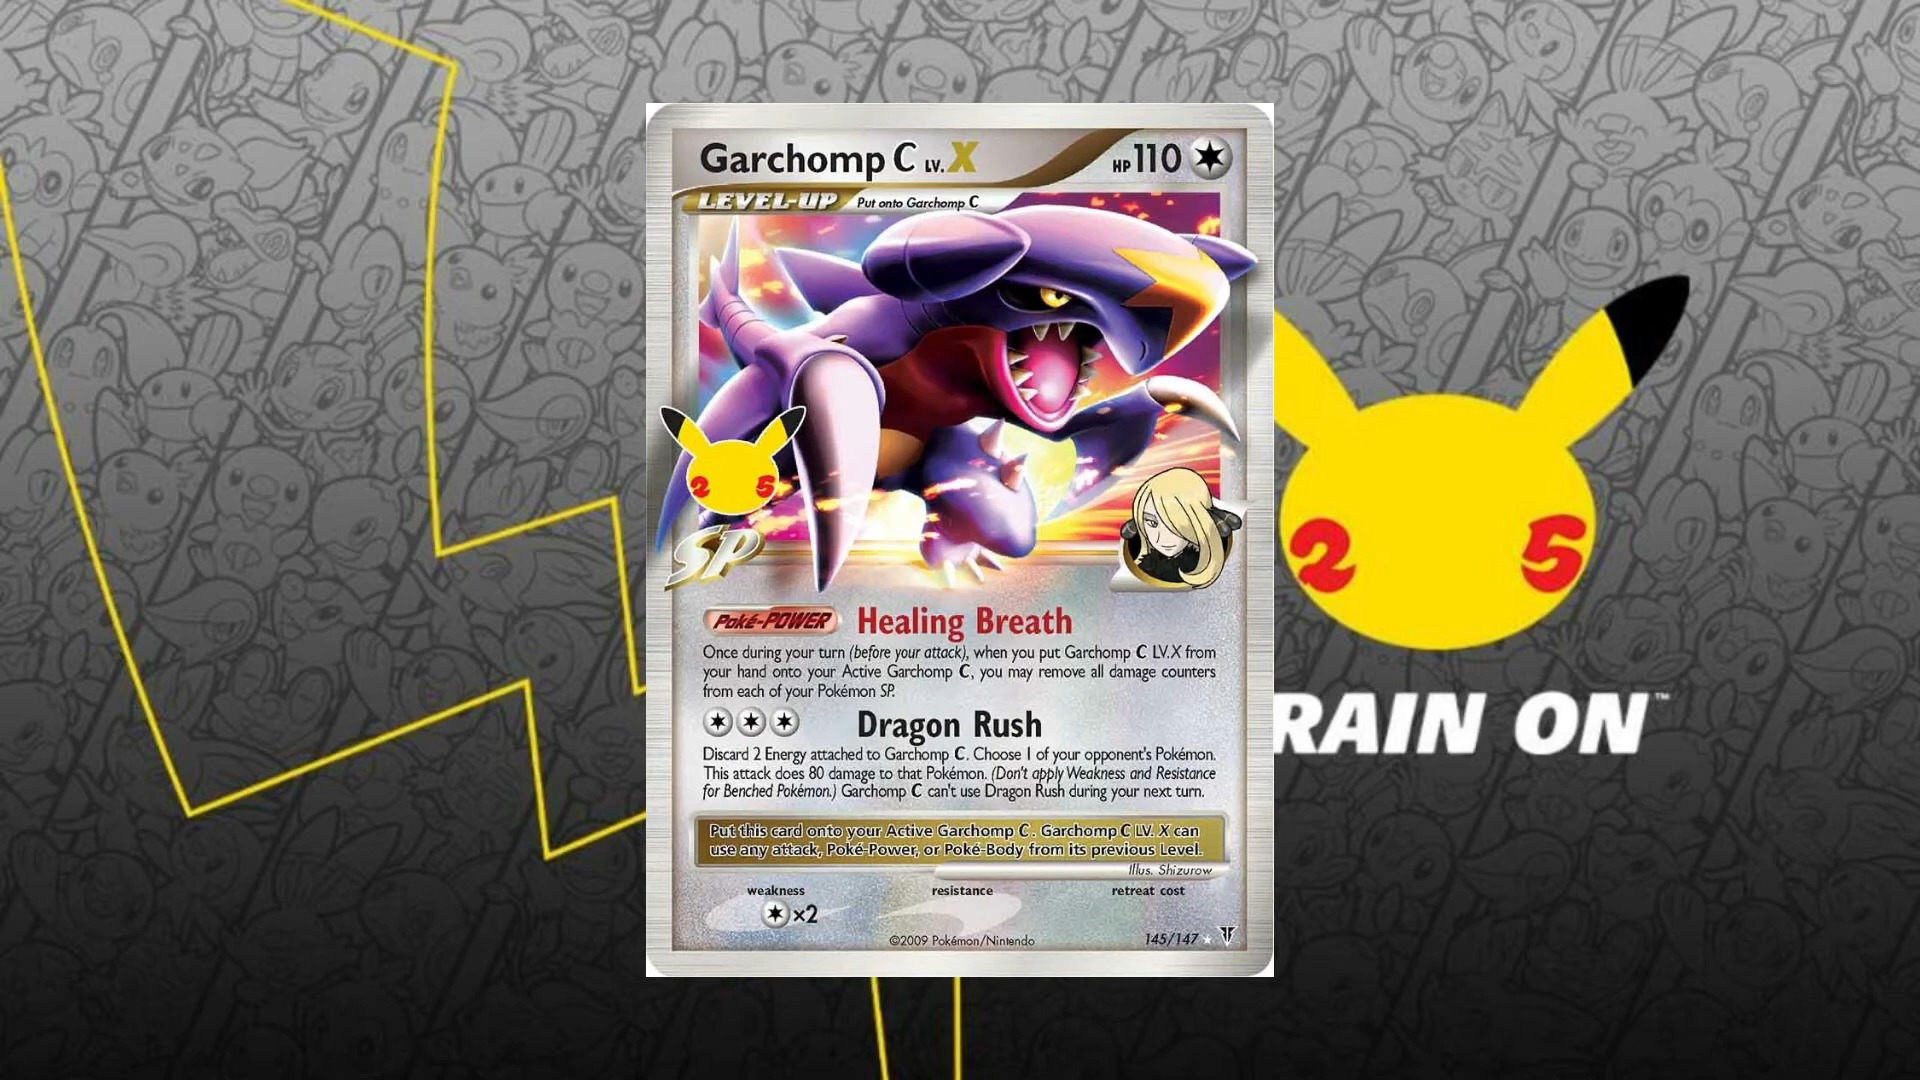 Garchomp C LV.X HP 110
LEVEL-UP Put onto Garchomp C
2 5
SP
Poké-POWER Healing Breath
Once during your turn (before your attack), when you put Garchomp C LV.X from
your hand onto your Active Garchomp C, you may remove all damage counters
from each of your Pokémon SP.
Dragon Rush
Discard 2 Energy attached to Garchomp C. Choose 1 of your opponent's Pokémon.
This attack does 80 damage to that Pokémon. (Don't apply Weakness and Resistance
for Benched Pokémon.) Garchomp C can't use Dragon Rush during your next turn.
Put this card onto your Active Garchomp C. Garchomp C LV. X can
use any attack, Poké-Power, or Poké-Body from its previous Level.
Illus. Shizurow
weakness resistance retreat cost
×2
©2009 Pokémon/Nintendo 145/147
2 5
RAIN ON™